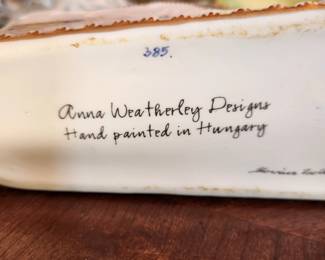 385.
Anna Weatherley Designs
Hand painted in Hungary